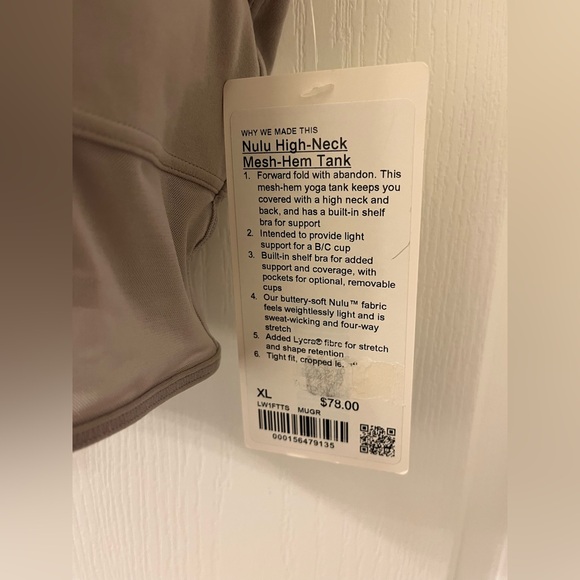 WHY WE MADE THIS
Nulu High-Neck
Mesh-Hem Tank
1. Forward fold with abandon. This
mesh-hem yoga tank keeps you
covered with a high neck and
back, and has a built-in shelf
bra for support
2. Intended to provide light
support for a B/C cup
3. Built-in shelf bra for added
support and coverage, with
pockets for optional, removable
cups
4. Our buttery-soft Nulu™ fabric
feels weightlessly light and is
sweat-wicking and four-way
stretch
5. Added Lycra® fibre for stretch
and shape retention
6. Tight fit, cropped
XL
$78.00
LW1FTTS MUGR
000156479135